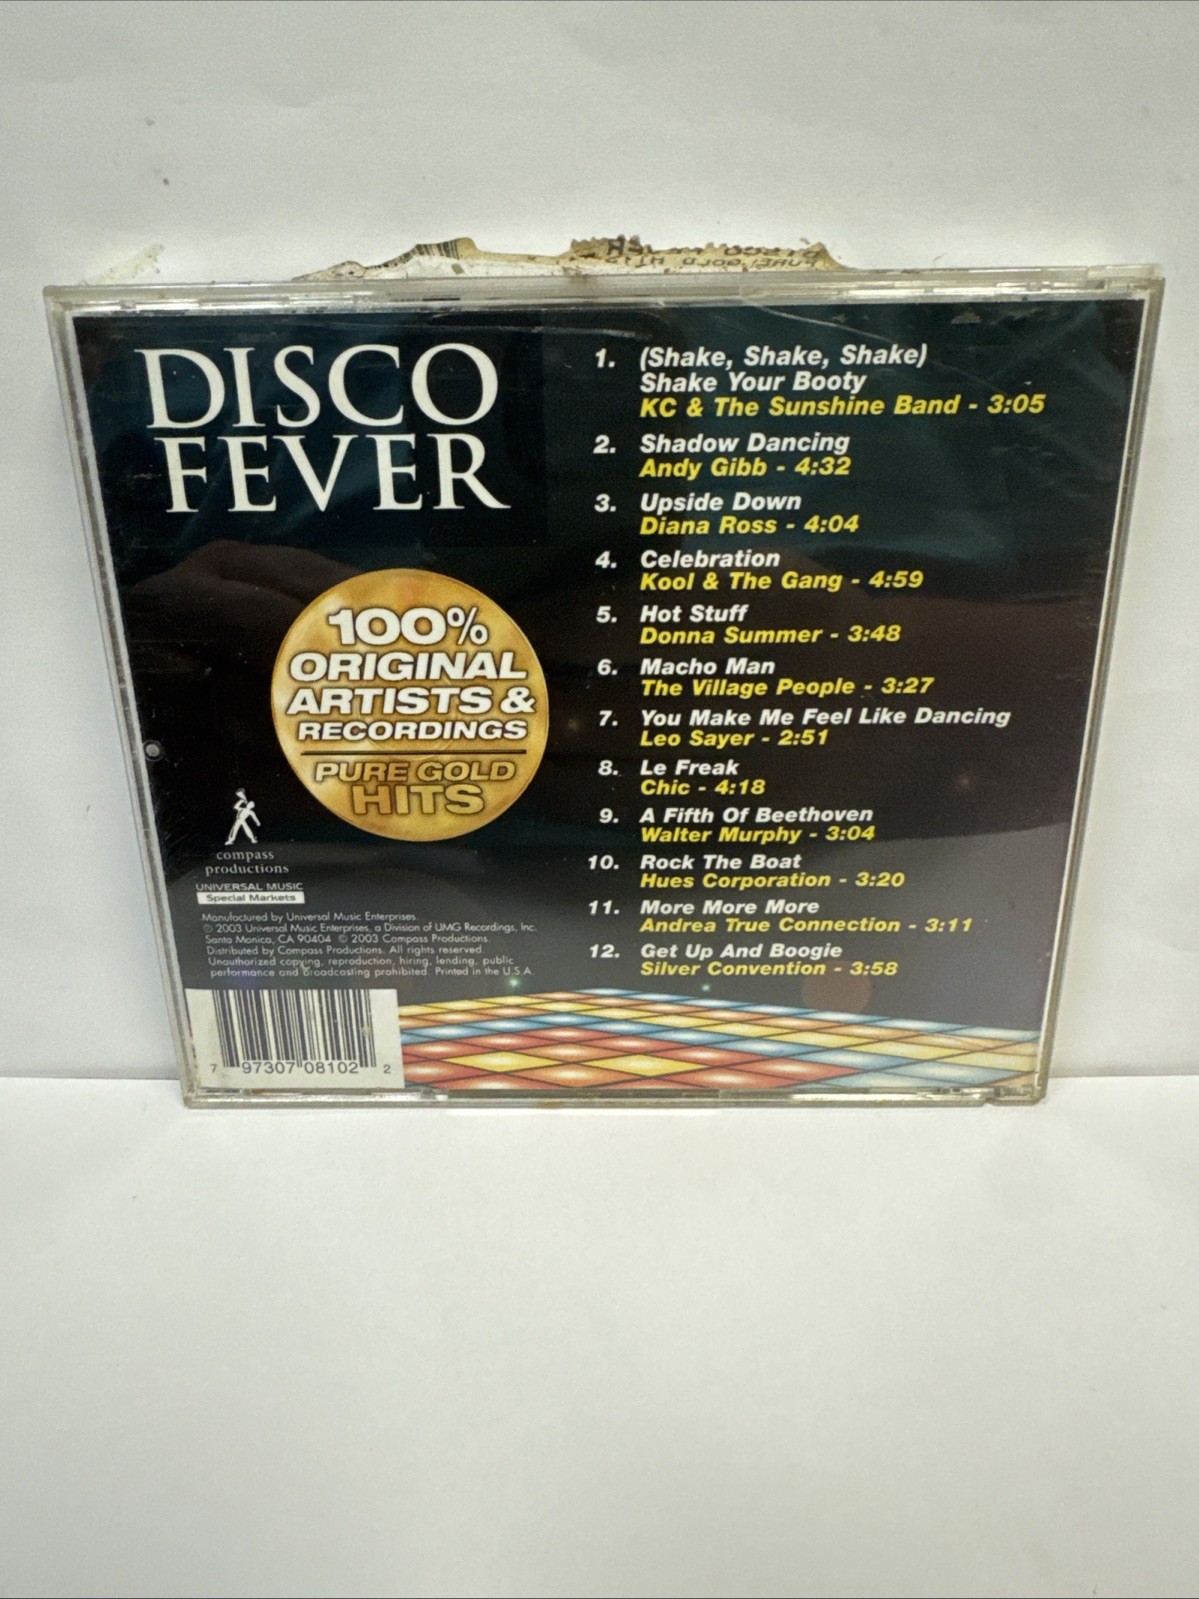 DISCO
FEVER
100%
ORIGINAL
ARTISTS &
RECORDINGS
PURE GOLD
HITS
compass
productions
UNIVERSAL MUSIC
Special Markets
Manufactured by Universal Music Enterprises.
℗ 2003 Universal Music Enterprises, a Division of UMG Recordings, Inc.
Santa Monica, CA 90404 © 2003 Compass Productions.
Distributed by Compass Productions. All rights reserved.
Unauthorized copying, reproduction, hiring, lending, public
performance and broadcasting prohibited. Printed in the U.S.A.
7 97307 08102 2
1. (Shake, Shake, Shake)
Shake Your Booty
KC & The Sunshine Band - 3:05
2. Shadow Dancing
Andy Gibb - 4:32
3. Upside Down
Diana Ross - 4:04
4. Celebration
Kool & The Gang - 4:59
5. Hot Stuff
Donna Summer - 3:48
6. Macho Man
The Village People - 3:27
7. You Make Me Feel Like Dancing
Leo Sayer - 2:51
8. Le Freak
Chic - 4:18
9. A Fifth Of Beethoven
Walter Murphy - 3:04
10. Rock The Boat
Hues Corporation - 3:20
11. More More More
Andrea True Connection - 3:11
12. Get Up And Boogie
Silver Convention - 3:58